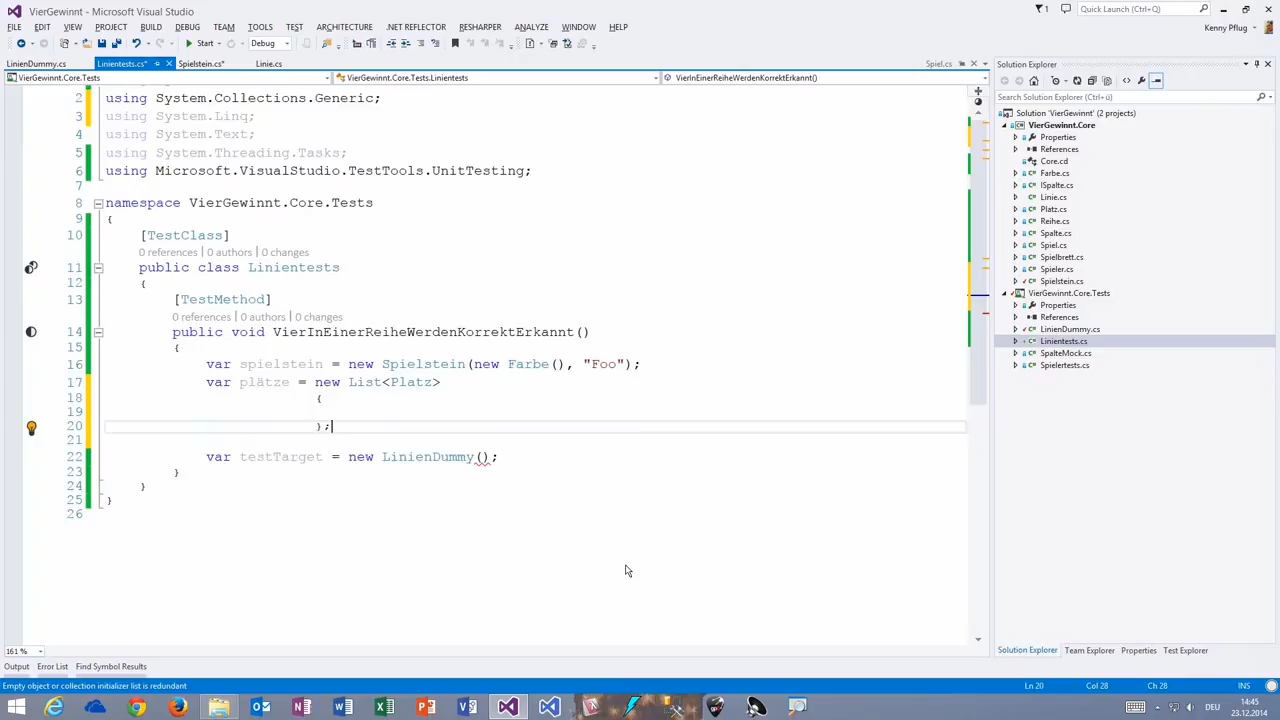 VierGewinnt - Microsoft Visual Studio
1
Quick Launch (Ctrl+Q)
FILE EDIT VIEW PROJECT BUILD DEBUG TEAM TOOLS TEST ARCHITECTURE .NET REFLECTOR RESHARPER ANALYZE WINDOW HELP
Kenny Pflug
Start Debug
LinienDummy.cs Linientests.cs* Spielstein.cs* Linie.cs Spiel.cs
VierGewinnt.Core.Tests VierGewinnt.Core.Tests.Linientests VierInEinerReiheWerdenKorrektErkannt()
2 using System.Collections.Generic;
3 using System.Linq;
4 using System.Text;
5 using System.Threading.Tasks;
6 using Microsoft.VisualStudio.TestTools.UnitTesting;
7
8 namespace VierGewinnt.Core.Tests
9 {
10 [TestClass]
0 references | 0 authors | 0 changes
11 public class Linientests
12 {
13 [TestMethod]
0 references | 0 authors | 0 changes
14 public void VierInEinerReiheWerdenKorrektErkannt()
15 {
16 var spielstein = new Spielstein(new Farbe(), "Foo");
17 var plätze = new List<Platz>
18 {
19
20 };
21
22 var testTarget = new LinienDummy();
23 }
24 }
25 }
26
161 %
Output Error List Find Symbol Results
Empty object or collection initializer list is redundant
Ln 20 Col 28 Ch 28 INS
Solution Explorer
Search Solution Explorer (Ctrl+ü)
Solution 'VierGewinnt' (2 projects)
VierGewinnt.Core
Properties
References
Core.cd
Farbe.cs
ISpalte.cs
Linie.cs
Platz.cs
Reihe.cs
Spalte.cs
Spiel.cs
Spielbrett.cs
Spieler.cs
Spielstein.cs
VierGewinnt.Core.Tests
Properties
References
LinienDummy.cs
Linientests.cs
SpalteMock.cs
Spielertests.cs
Solution Explorer Team Explorer Properties Test Explorer
DEU
14:45
23.12.2014